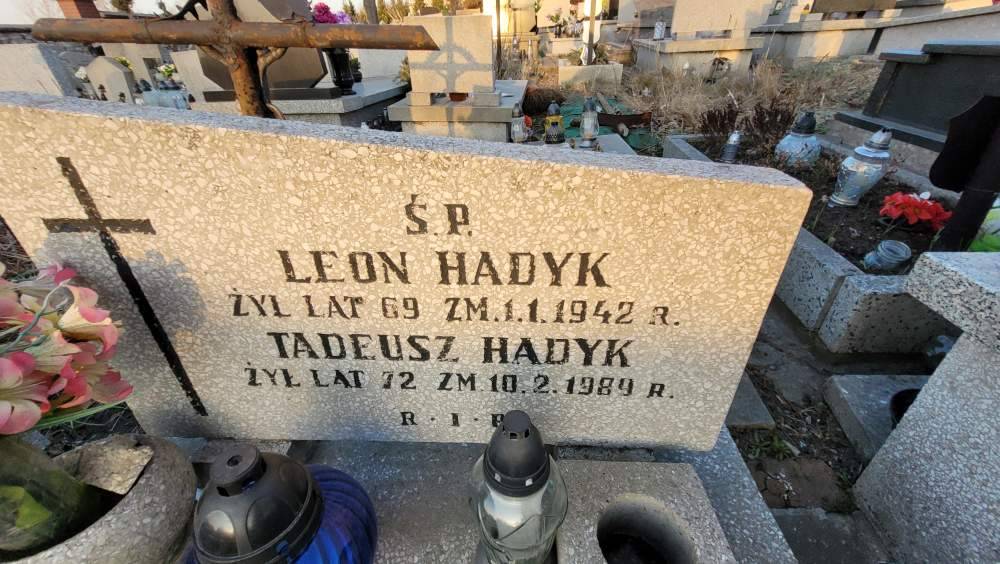 Ś.P.
LEON HADYK
ŻYŁ LAT 69 ZM.1.1.1942 R.
TADEUSZ HADYK
ŻYŁ LAT 72 ZM 10.2.1989 R.
R·I·P